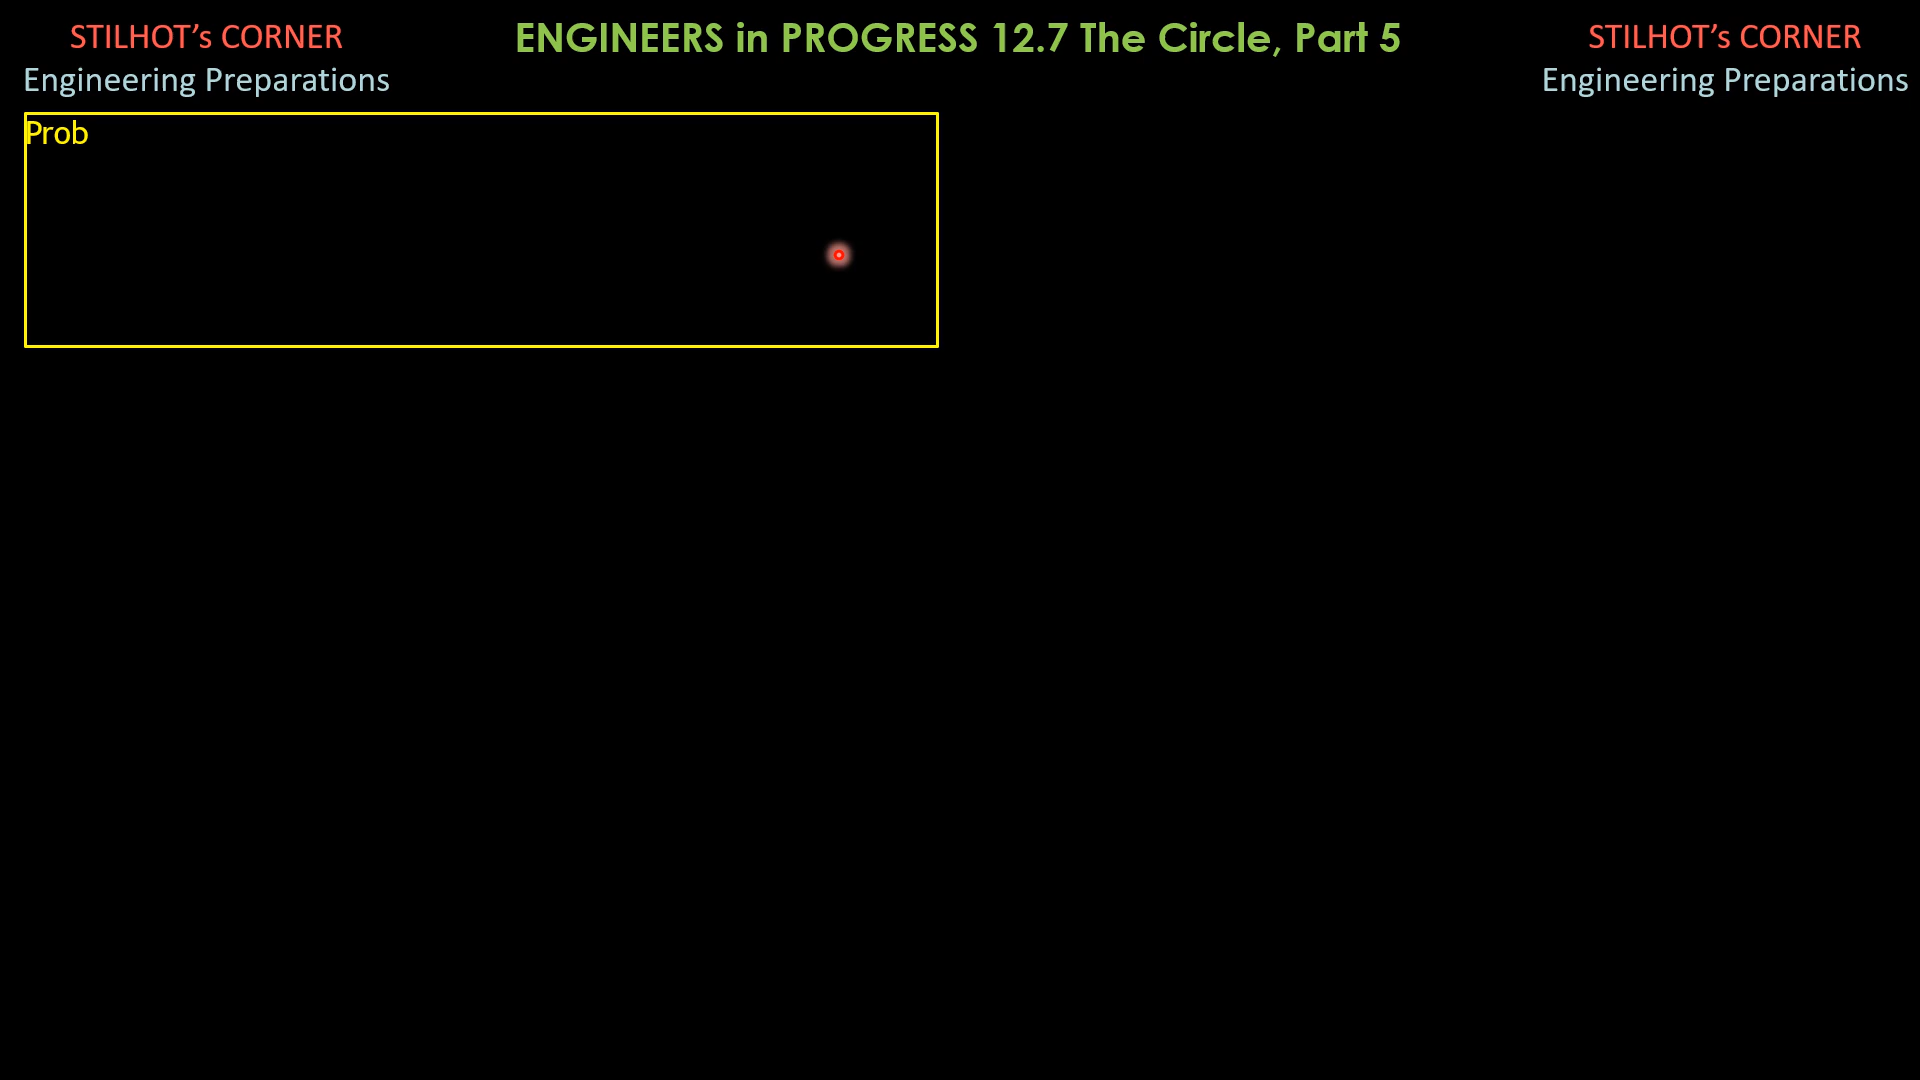 STILHOT’s CORNER
Engineering Preparations
ENGINEERS in PROGRESS 12.7 The Circle, Part 5
STILHOT’s CORNER
Engineering Preparations
Prob